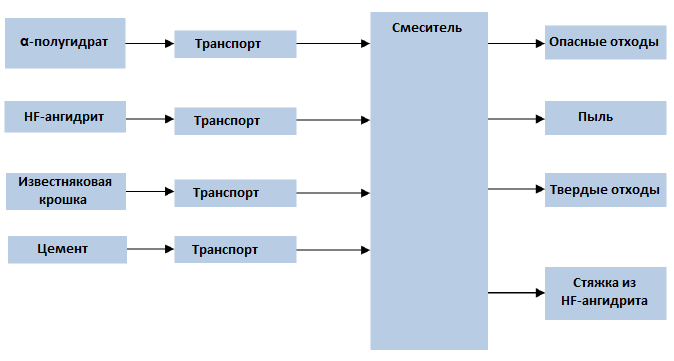 α-полугидрат
Транспорт
Смеситель
Опасные отходы
HF-ангидрит
Транспорт
Пыль
Известняковая
крошка
Транспорт
Твердые отходы
Цемент
Транспорт
Стяжка из
HF-ангидрита